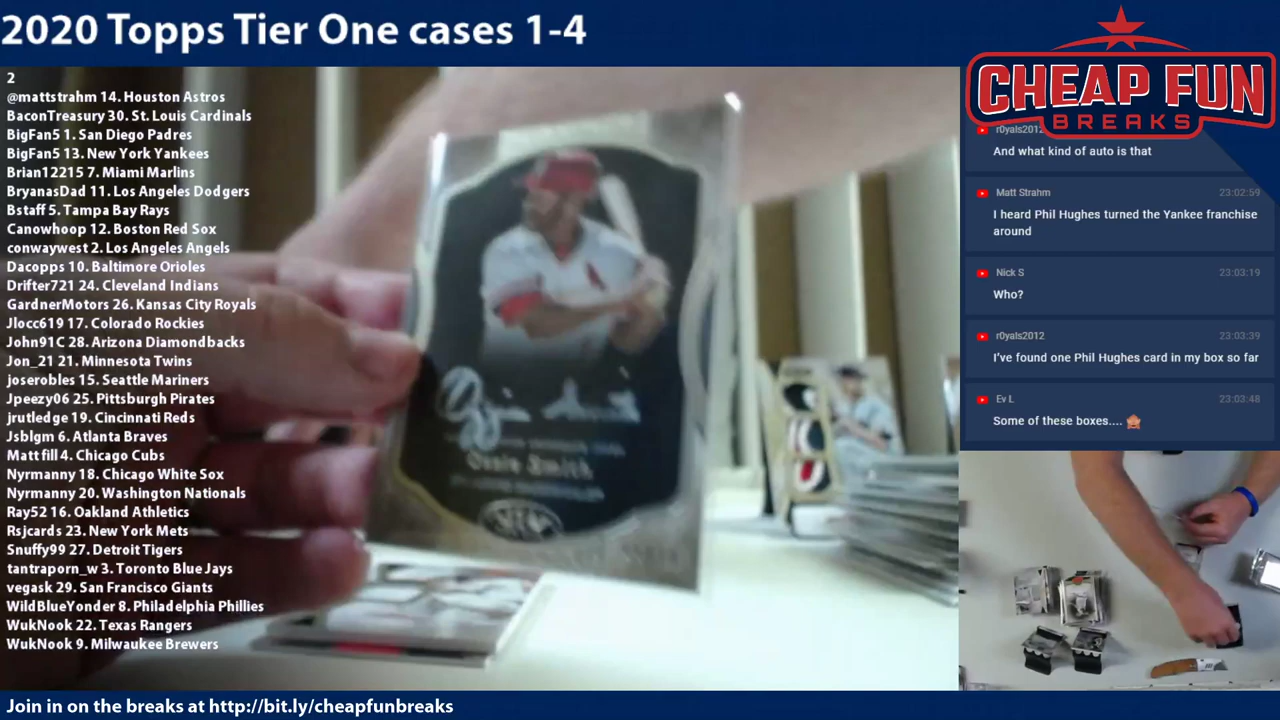 2020 Topps Tier One cases 1-4
2
@mattstrahm 14. Houston Astros
BaconTreasury 30. St. Louis Cardinals
BigFan5 1. San Diego Padres
BigFan5 13. New York Yankees
Brian12215 7. Miami Marlins
BryanasDad 11. Los Angeles Dodgers
Bstaff 5. Tampa Bay Rays
Canowhoop 12. Boston Red Sox
conwaywest 2. Los Angeles Angels
Dacopps 10. Baltimore Orioles
Drifter721 24. Cleveland Indians
GardnerMotors 26. Kansas City Royals
Jlocc619 17. Colorado Rockies
John91C 28. Arizona Diamondbacks
Jon_21 21. Minnesota Twins
joserobles 15. Seattle Mariners
Jpeezy06 25. Pittsburgh Pirates
jrutledge 19. Cincinnati Reds
Jsblgm 6. Atlanta Braves
Matt fill 4. Chicago Cubs
Nyrmanny 18. Chicago White Sox
Nyrmanny 20. Washington Nationals
Ray52 16. Oakland Athletics
Rsjcards 23. New York Mets
Snuffy99 27. Detroit Tigers
tantraporn_w 3. Toronto Blue Jays
vegask 29. San Francisco Giants
WildBlueYonder 8. Philadelphia Phillies
WukNook 22. Texas Rangers
WukNook 9. Milwaukee Brewers
Ozzie Smith
Ozzie Smith
CHEAP FUN
BREAKS
r0yals2012
And what kind of auto is that
Matt Strahm 23:02:59
I heard Phil Hughes turned the Yankee franchise
around
Nick S 23:03:19
Who?
r0yals2012 23:03:39
I've found one Phil Hughes card in my box so far
Ev L 23:03:48
Some of these boxes....
Join in on the breaks at http://bit.ly/cheapfunbreaks